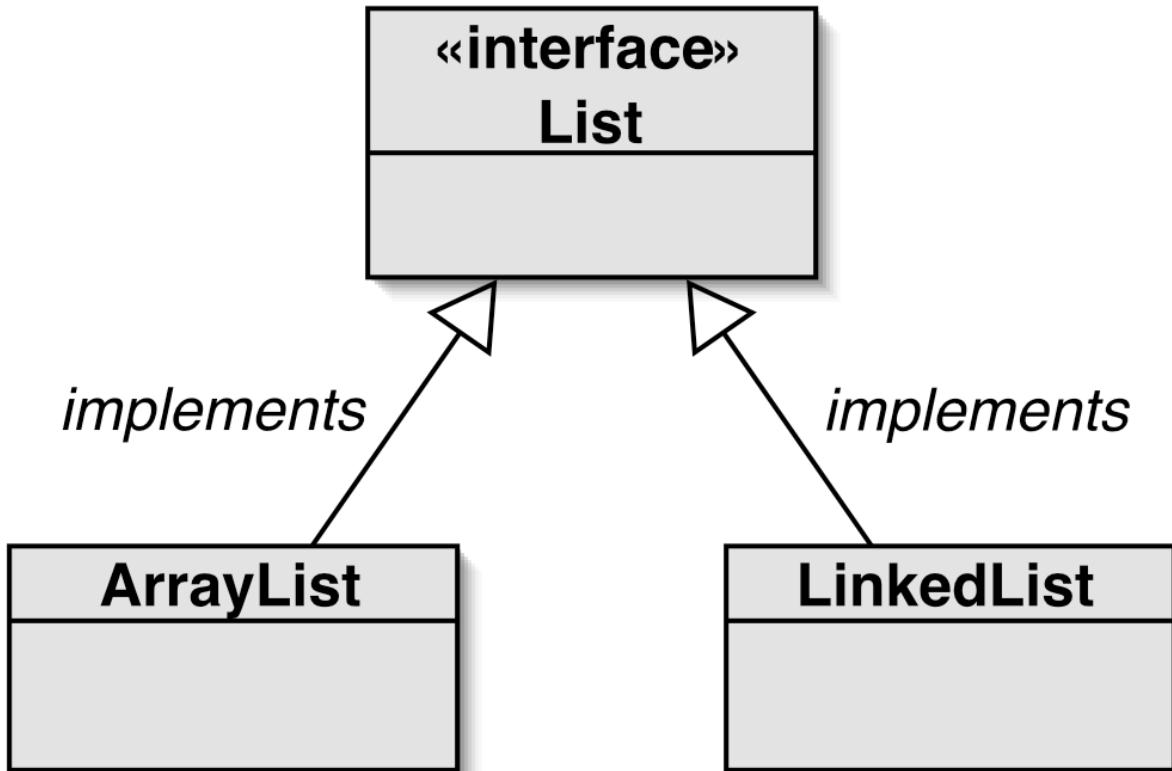 «interface»
List
implements
implements
ArrayList
LinkedList